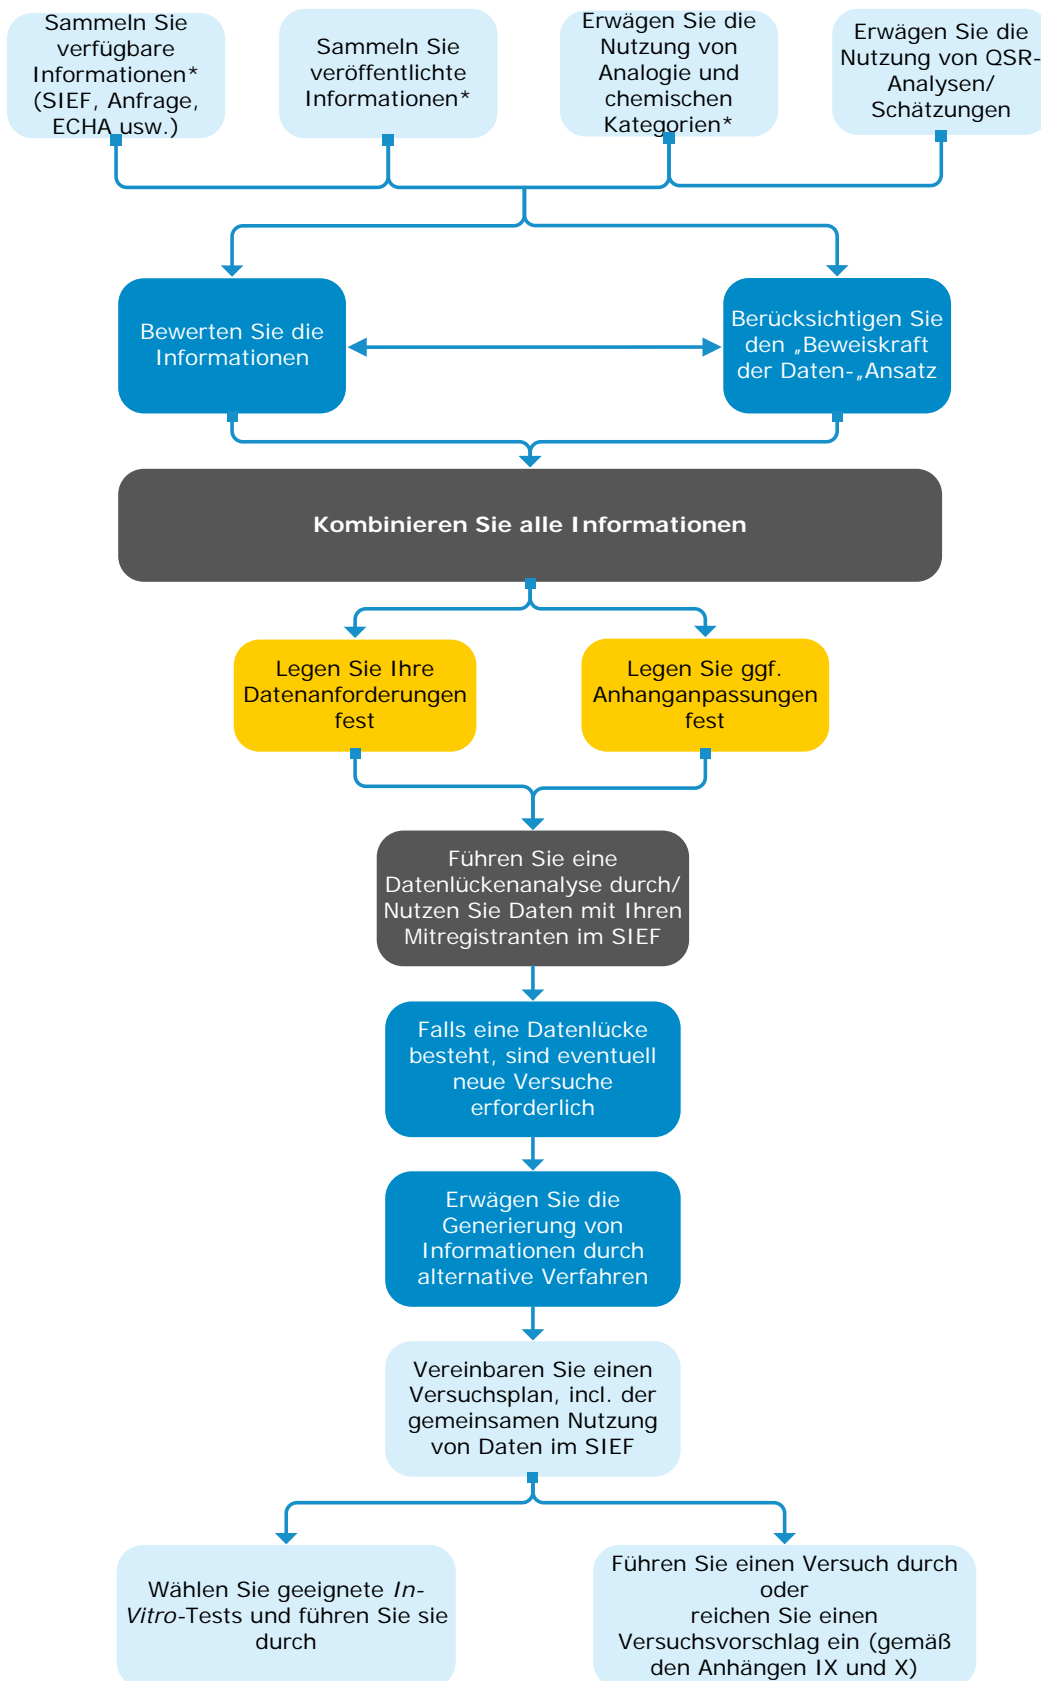 Sammeln Sie
verfügbare
Informationen*
(SIEF, Anfrage,
ECHA usw.)
Sammeln Sie
veröffentlichte
Informationen*
Erwägen Sie die
Nutzung von
Analogie und
chemischen
Kategorien*
Erwägen Sie die
Nutzung von QSR-
Analysen/
Schätzungen
Bewerten Sie die
Informationen
Berücksichtigen Sie
den „Beweiskraft
der Daten-„Ansatz
Kombinieren Sie alle Informationen
Legen Sie Ihre
Datenanforderungen
fest
Legen Sie ggf.
Anhanganpassungen
fest
Führen Sie eine
Datenlückenanalyse durch/
Nutzen Sie Daten mit Ihren
Mitregistranten im SIEF
Falls eine Datenlücke
besteht, sind eventuell
neue Versuche
erforderlich
Erwägen Sie die
Generierung von
Informationen durch
alternative Verfahren
Vereinbaren Sie einen
Versuchsplan, incl. der
gemeinsamen Nutzung
von Daten im SIEF
Wählen Sie geeignete In-
Vitro-Tests und führen Sie sie
durch
Führen Sie einen Versuch durch
oder
reichen Sie einen
Versuchsvorschlag ein (gemäß
den Anhängen IX und X)